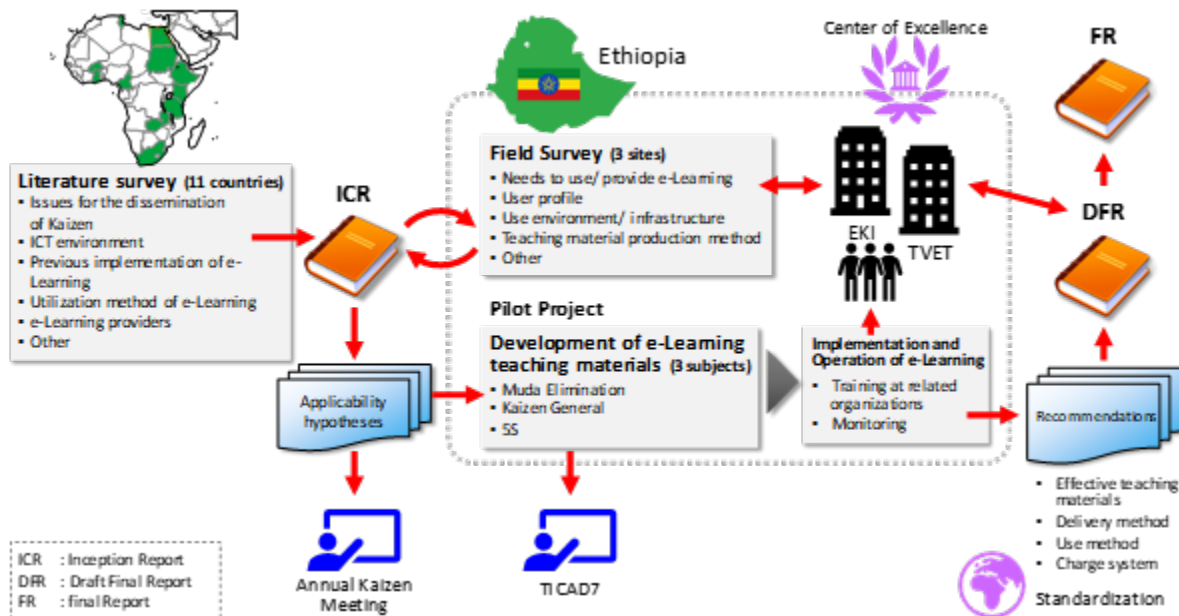 Ethiopia
Center of Excellence
FR
Literature survey (11 countries)
▪ Issues for the dissemination
of Kaizen
▪ ICT environment
▪ Previous implementation of e-
Learning
▪ Utilization method of e-Learning
▪ e-Learning providers
▪ Other
ICR
Field Survey (3 sites)
▪ Needs to use/ provide e-Learning
▪ User profile
▪ Use environment/ infrastructure
▪ Teaching material production method
▪ Other
EKI
TVET
DFR
Applicability
hypotheses
Pilot Project
Development of e-Learning
teaching materials (3 subjects)
▪ Muda Elimination
▪ Kaizen General
▪ 5S
Implementation and
Operation of e-Learning
▪ Training at related
organizations
▪ Monitoring
Recommendations
▪ Effective teaching
materials
▪ Delivery method
▪ Use method
▪ Charge system
Annual Kaizen
Meeting
TICAD7
Standardization
ICR : Inception Report
DFR : Draft Final Report
FR : final Report